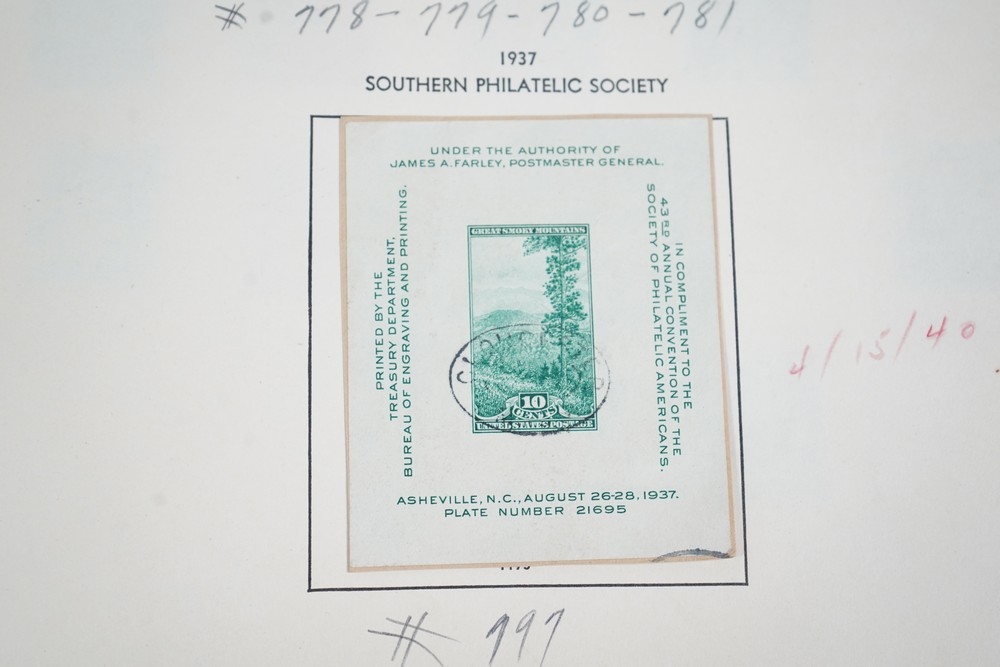 # 778 - 779 - 780 - 781
1937
SOUTHERN PHILATELIC SOCIETY
UNDER THE AUTHORITY OF
JAMES A. FARLEY, POSTMASTER GENERAL.
PRINTED BY THE
TREASURY DEPARTMENT,
BUREAU OF ENGRAVING AND PRINTING.
GREAT SMOKY MOUNTAINS
10
CENTS
UNITED STATES POSTAGE
IN COMPLIMENT TO THE
43RD ANNUAL CONVENTION OF THE
SOCIETY OF PHILATELIC AMERICANS.
ASHEVILLE, N.C., AUGUST 26-28, 1937.
PLATE NUMBER 21695
4/15/40
# 797